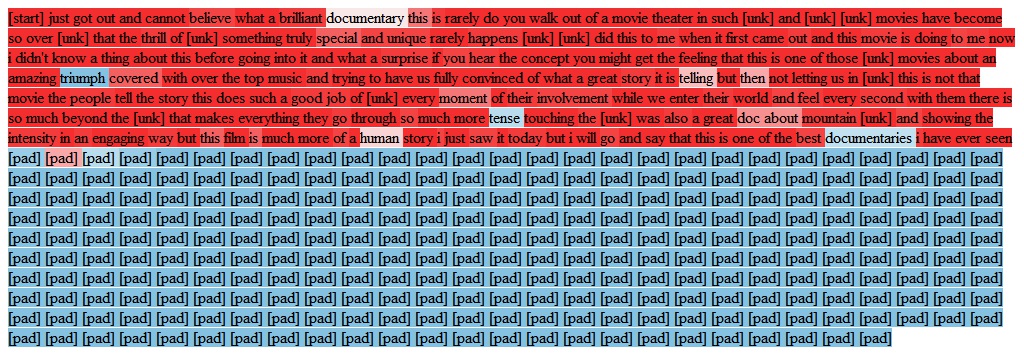 [start] just got out and cannot believe what a brilliant documentary this is rarely do you walk out of a movie theater in such [unk] and [unk] [unk] movies have become
so over [unk] that the thrill of [unk] something truly special and unique rarely happens [unk] [unk] did this to me when it first came out and this movie is doing to me now
i didn't know a thing about this before going into it and what a surprise if you hear the concept you might get the feeling that this is one of those [unk] movies about an
amazing triumph covered with over the top music and trying to have us fully convinced of what a great story it is telling but then not letting us in [unk] this is not that
movie the people tell the story this does such a good job of [unk] every moment of their involvement while we enter their world and feel every second with them there is
so much beyond the [unk] that makes everything they go through so much more tense touching the [unk] was also a great doc about mountain [unk] and showing the
intensity in an engaging way but this film is much more of a human story i just saw it today but i will go and say that this is one of the best documentaries i have ever seen
[pad] [pad] [pad] [pad] [pad] [pad] [pad] [pad] [pad] [pad] [pad] [pad] [pad] [pad] [pad] [pad] [pad] [pad] [pad] [pad] [pad] [pad] [pad] [pad] [pad] [pad] [pad]
[pad] [pad] [pad] [pad] [pad] [pad] [pad] [pad] [pad] [pad] [pad] [pad] [pad] [pad] [pad] [pad] [pad] [pad] [pad] [pad] [pad] [pad] [pad] [pad] [pad] [pad] [pad]
[pad] [pad] [pad] [pad] [pad] [pad] [pad] [pad] [pad] [pad] [pad] [pad] [pad] [pad] [pad] [pad] [pad] [pad] [pad] [pad] [pad] [pad] [pad] [pad] [pad] [pad] [pad]
[pad] [pad] [pad] [pad] [pad] [pad] [pad] [pad] [pad] [pad] [pad] [pad] [pad] [pad] [pad] [pad] [pad] [pad] [pad] [pad] [pad] [pad] [pad] [pad] [pad] [pad] [pad]
[pad] [pad] [pad] [pad] [pad] [pad] [pad] [pad] [pad] [pad] [pad] [pad] [pad] [pad] [pad] [pad] [pad] [pad] [pad] [pad] [pad] [pad] [pad] [pad] [pad] [pad] [pad]
[pad] [pad] [pad] [pad] [pad] [pad] [pad] [pad] [pad] [pad] [pad] [pad] [pad] [pad] [pad] [pad] [pad] [pad] [pad] [pad] [pad] [pad] [pad] [pad] [pad] [pad] [pad]
[pad] [pad] [pad] [pad] [pad] [pad] [pad] [pad] [pad] [pad] [pad] [pad] [pad] [pad] [pad] [pad] [pad] [pad] [pad] [pad] [pad] [pad] [pad] [pad] [pad] [pad] [pad]
[pad] [pad] [pad] [pad] [pad] [pad] [pad] [pad] [pad] [pad] [pad] [pad] [pad] [pad] [pad] [pad] [pad] [pad] [pad] [pad] [pad] [pad] [pad] [pad] [pad] [pad] [pad]
[pad] [pad] [pad] [pad] [pad] [pad] [pad] [pad] [pad] [pad] [pad] [pad] [pad] [pad] [pad] [pad] [pad] [pad] [pad] [pad] [pad] [pad] [pad] [pad] [pad] [pad] [pad]
[pad] [pad] [pad] [pad] [pad] [pad] [pad] [pad] [pad] [pad] [pad] [pad] [pad] [pad] [pad] [pad] [pad] [pad] [pad] [pad] [pad] [pad] [pad] [pad]